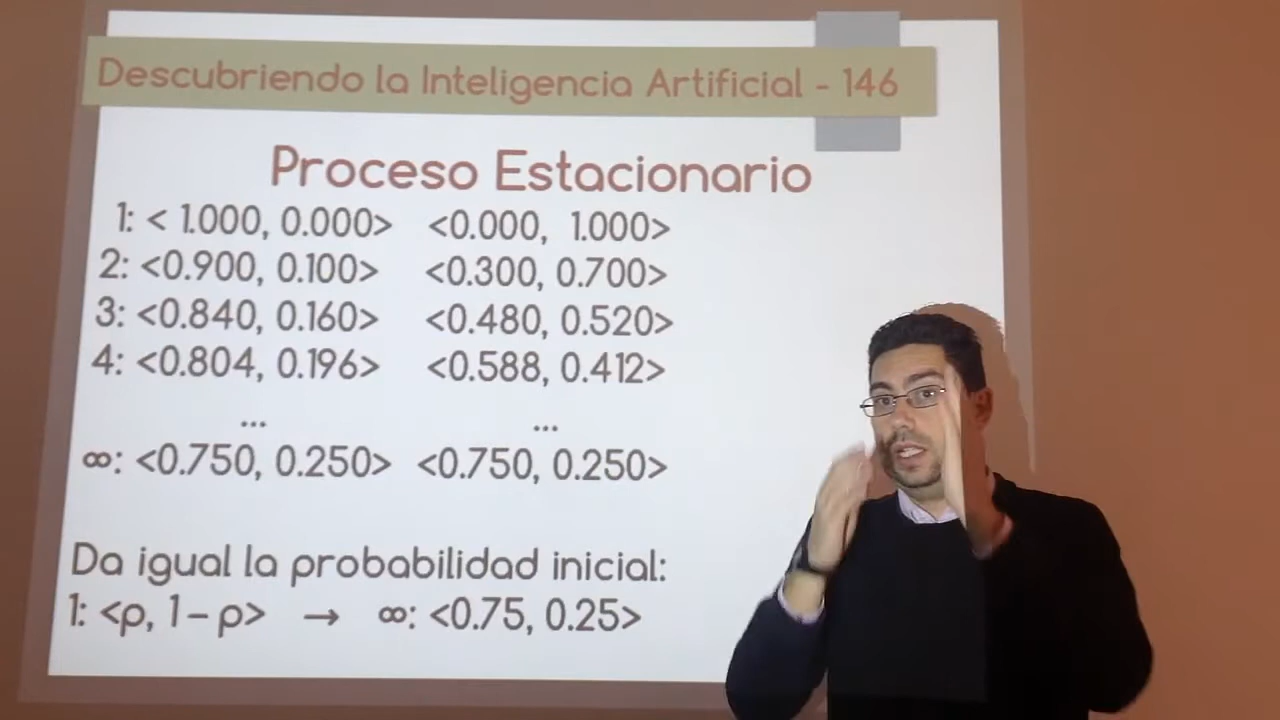 Descubriendo la Inteligencia Artificial - 146
Proceso Estacionario
1: < 1.000, 0.000> <0.000, 1.000>
2: <0.900, 0.100> <0.300, 0.700>
3: <0.840, 0.160> <0.480, 0.520>
4: <0.804, 0.196> <0.588, 0.412>
... ...
∞: <0.750, 0.250> <0.750, 0.250>
Da igual la probabilidad inicial:
1: <ρ, 1-ρ> → ∞: <0.75, 0.25>